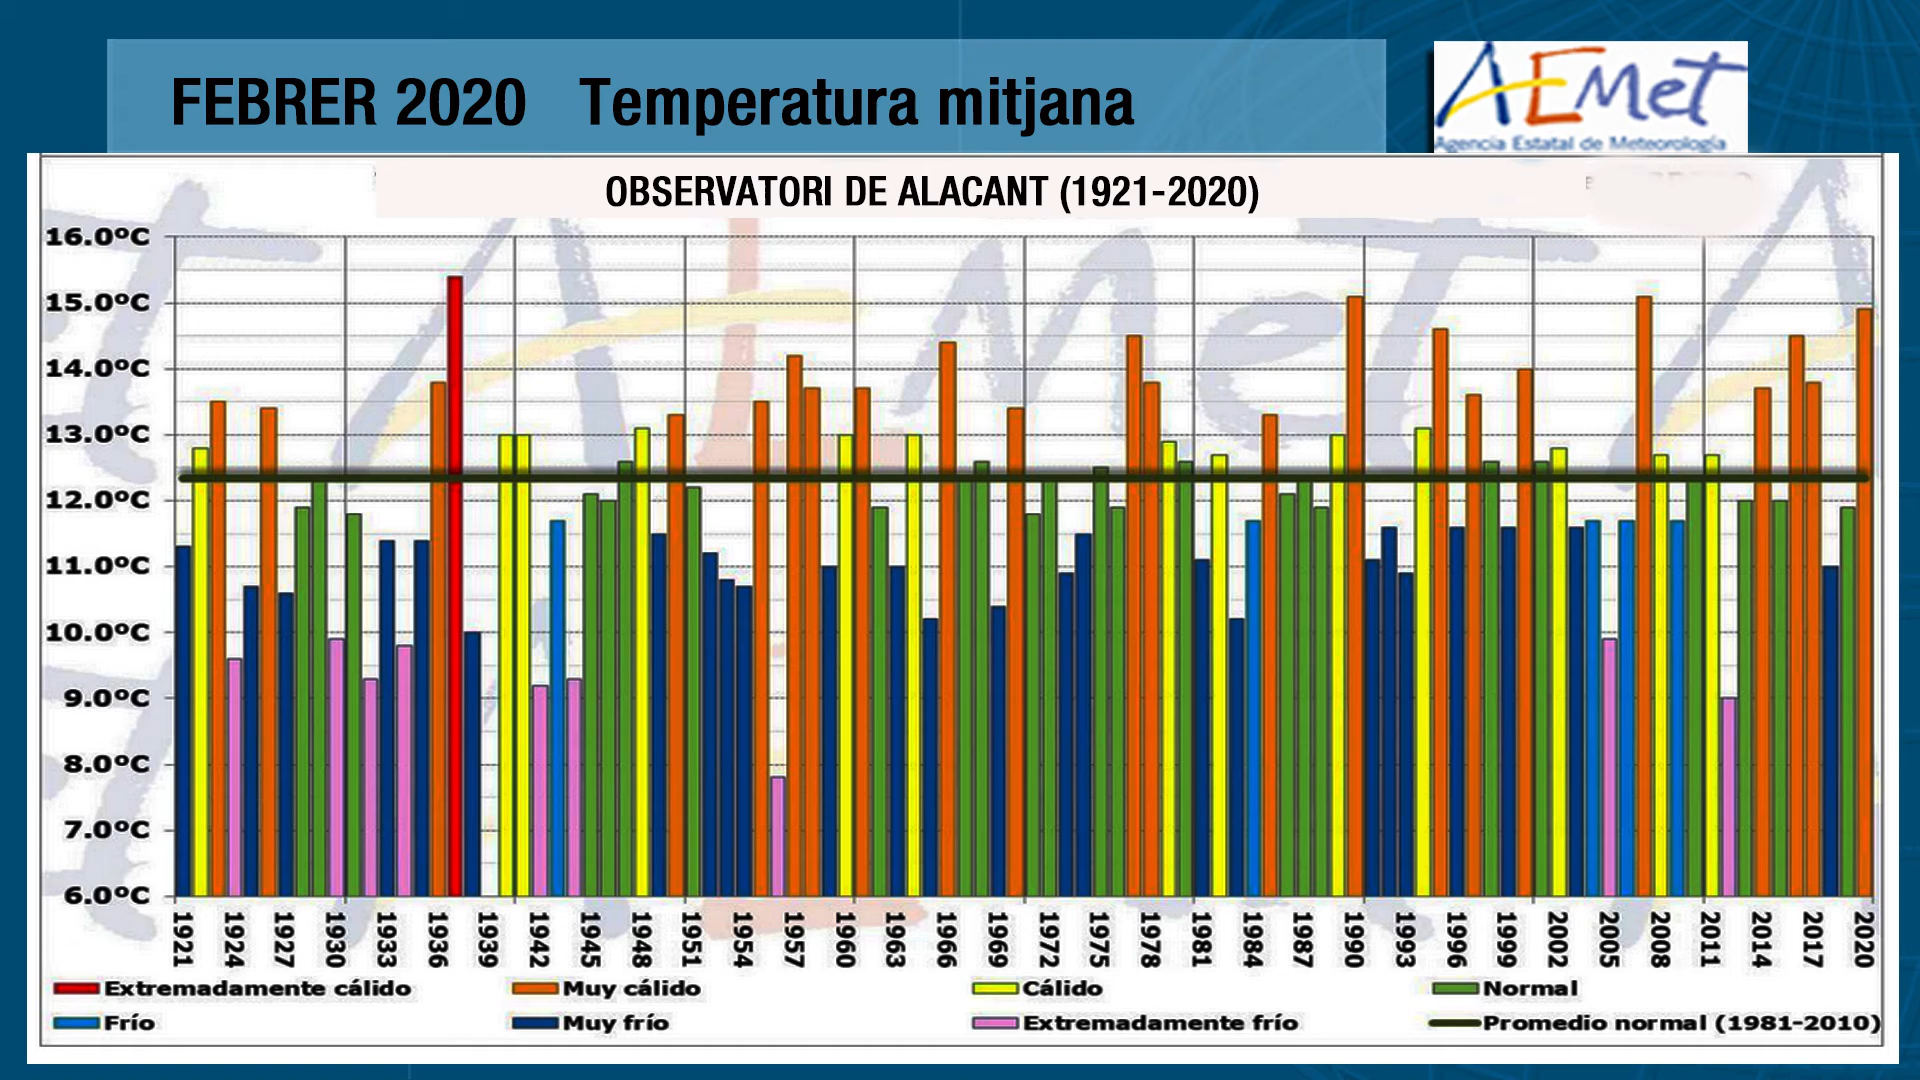 FEBRER 2020 Temperatura mitjana
AEMet
Agencia Estatal de Meteorología
OBSERVATORI DE ALACANT (1921-2020)
16.0ºC
15.0ºC
14.0ºC
13.0ºC
12.0ºC
11.0ºC
10.0ºC
9.0ºC
8.0ºC
7.0ºC
6.0ºC
1921 1924 1927 1930 1933 1936 1939 1942 1945 1948 1951 1954 1957 1960 1963 1966 1969 1972 1975 1978 1981 1984 1987 1990 1993 1996 1999 2002 2005 2008 2011 2014 2017 2020
Extremadamente cálido Muy cálido Cálido Normal
Frío Muy frío Extremadamente frío Promedio normal (1981-2010)